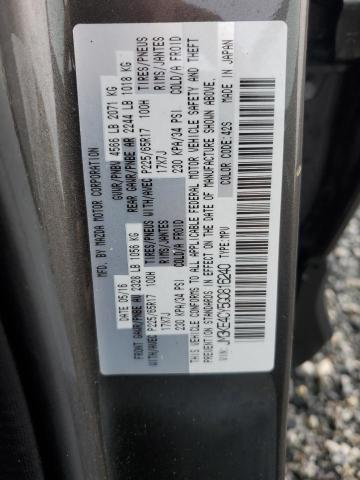 MFD BY MAZDA MOTOR CORPORATION
DATE 05/16 GVWR/PNBV 4566 LB 2071 KG
FRONT GAWR/PNBE AV 2328 LB 1056 KG REAR GAWR/PNBE AR 2244 LB 1018 KG
WITH/AVEC P225/65R17 100H TIRES/PNEUS WITH/AVEC P225/65R17 100H TIRES/PNEUS
17X7J RIMS/JANTES 17X7J RIMS/JANTES
230 KPA/34 PSI COLD/A FROID 230 KPA/34 PSI COLD/A FROID
THIS VEHICLE CONFORMS TO ALL APPLICABLE FEDERAL MOTOR VEHICLE SAFETY AND THEFT
PREVENTION STANDARDS IN EFFECT ON THE DATE OF MANUFACTURE SHOWN ABOVE.
TYPE:MPV COLOR CODE:42S MADE IN JAPAN